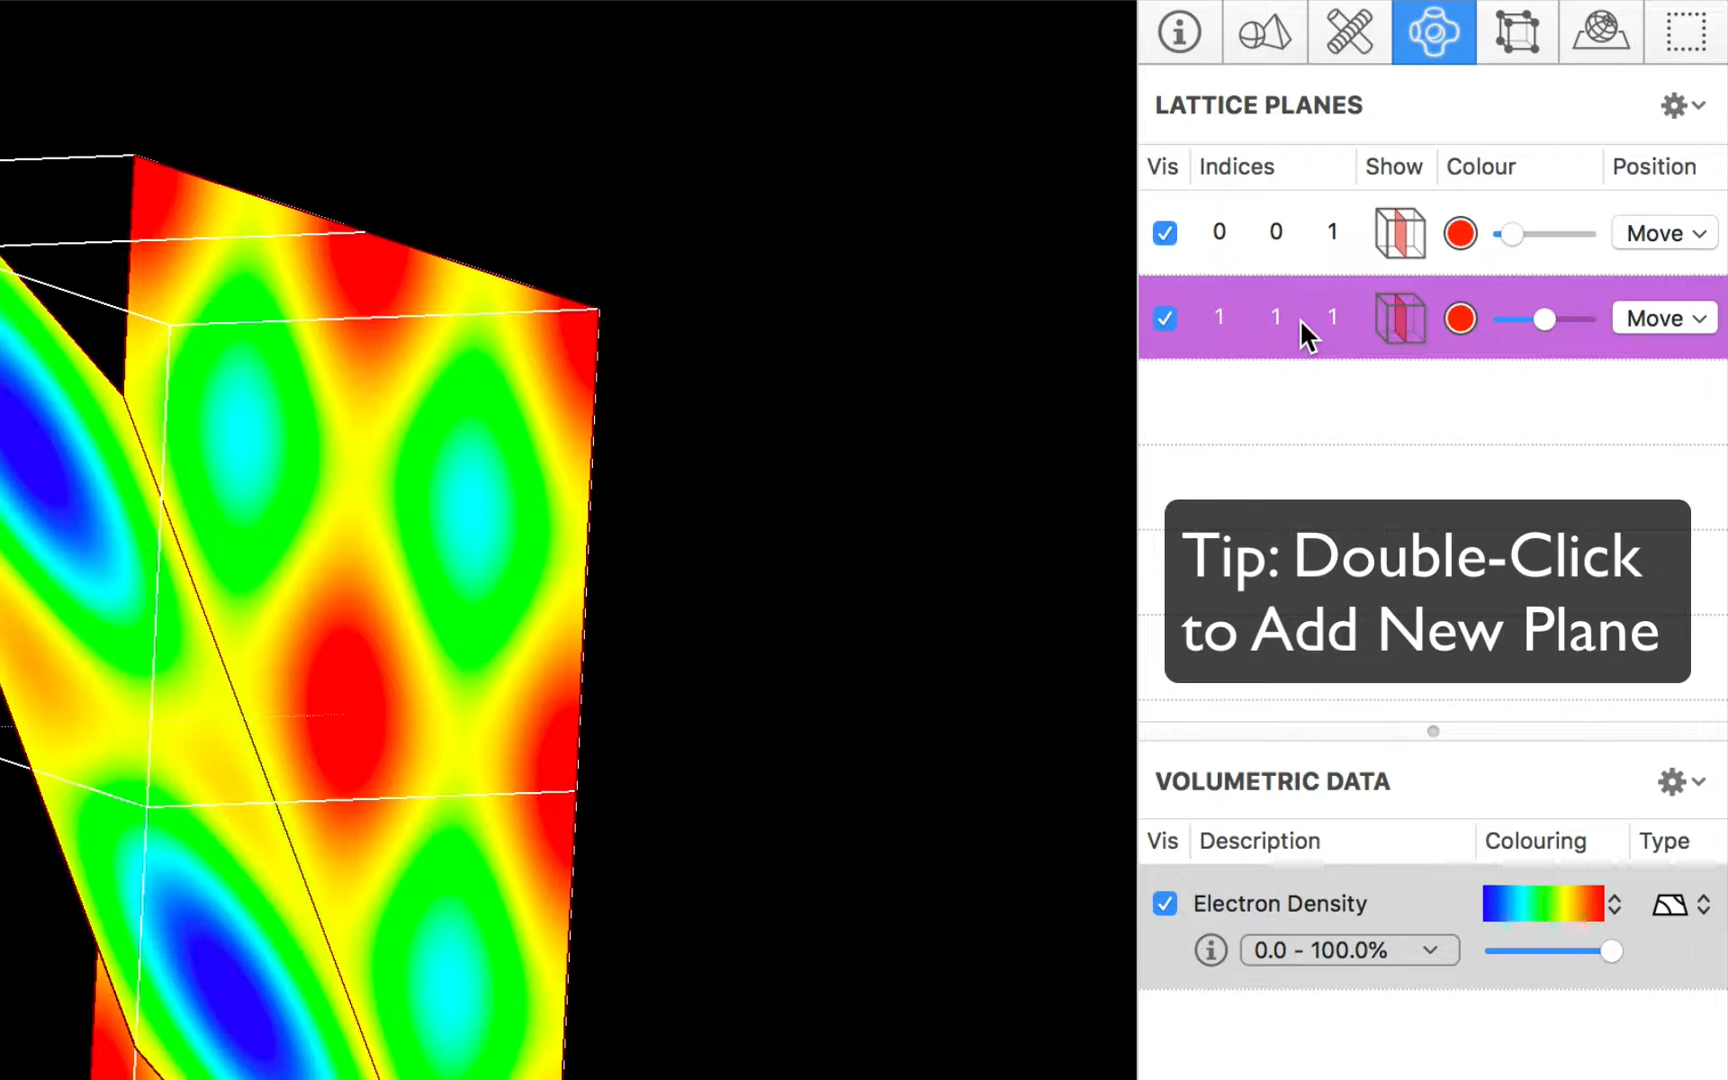 LATTICE PLANES
Vis Indices Show Colour Position
0 0 1 Move
1 1 1 Move
Tip: Double-Click
to Add New Plane
VOLUMETRIC DATA
Vis Description Colouring Type
Electron Density
0.0 - 100.0%